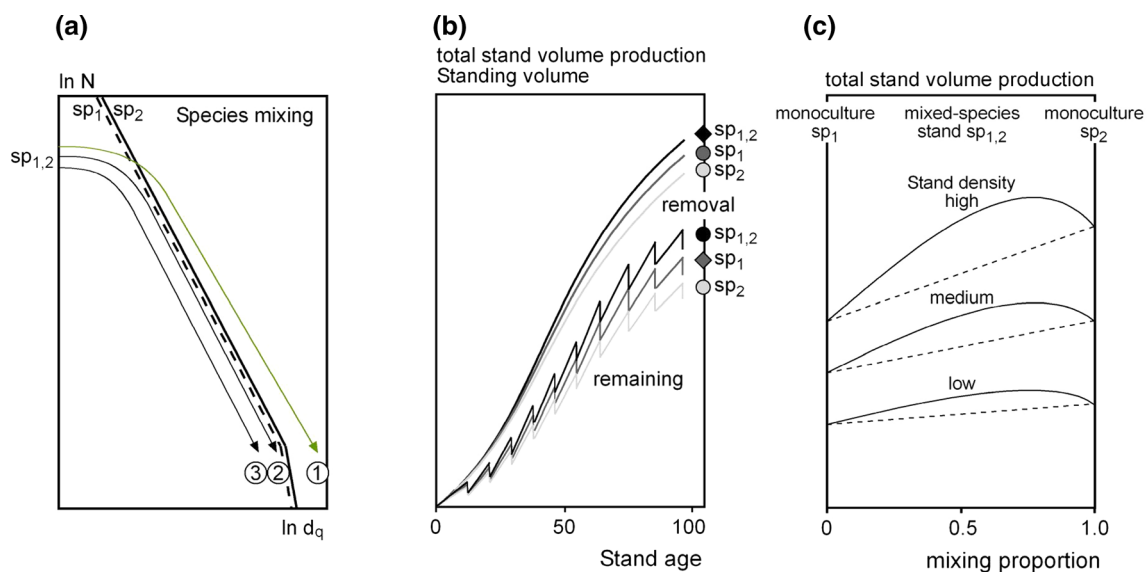 (a)
ln N
sp1 sp2
Species mixing
sp1,2
③ ② ①
ln dq
(b)
total stand volume production
Standing volume
sp1,2
sp1
sp2
removal
sp1,2
sp1
sp2
remaining
0 50 100
Stand age
(c)
total stand volume production
monoculture mixed-species monoculture
sp1 stand sp1,2 sp2
Stand density
high
medium
low
0 0.5 1.0
mixing proportion